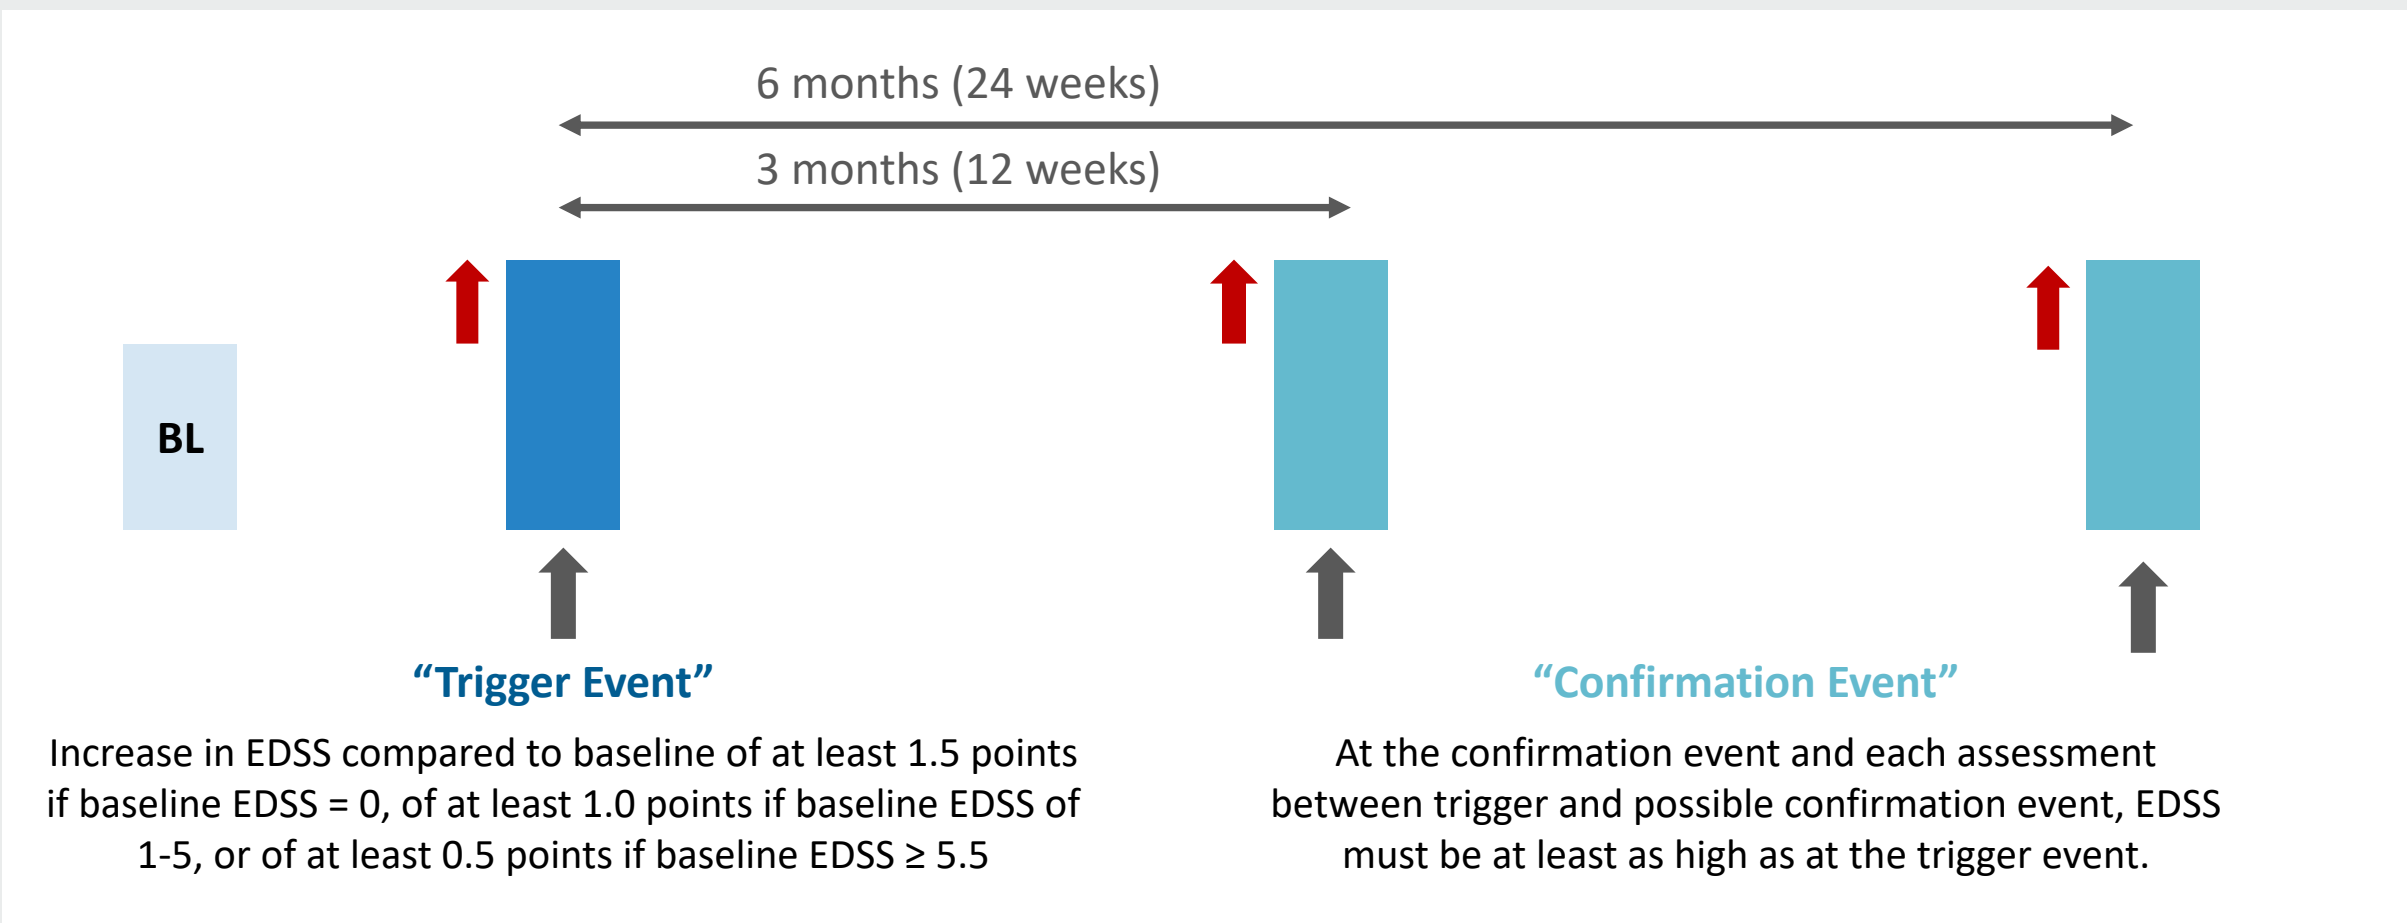 6 months (24 weeks)
3 months (12 weeks)
BL
“Trigger Event”
Increase in EDSS compared to baseline of at least 1.5 points
if baseline EDSS = 0, of at least 1.0 points if baseline EDSS of
1-5, or of at least 0.5 points if baseline EDSS ≥ 5.5
“Confirmation Event”
At the confirmation event and each assessment
between trigger and possible confirmation event, EDSS
must be at least as high as at the trigger event.